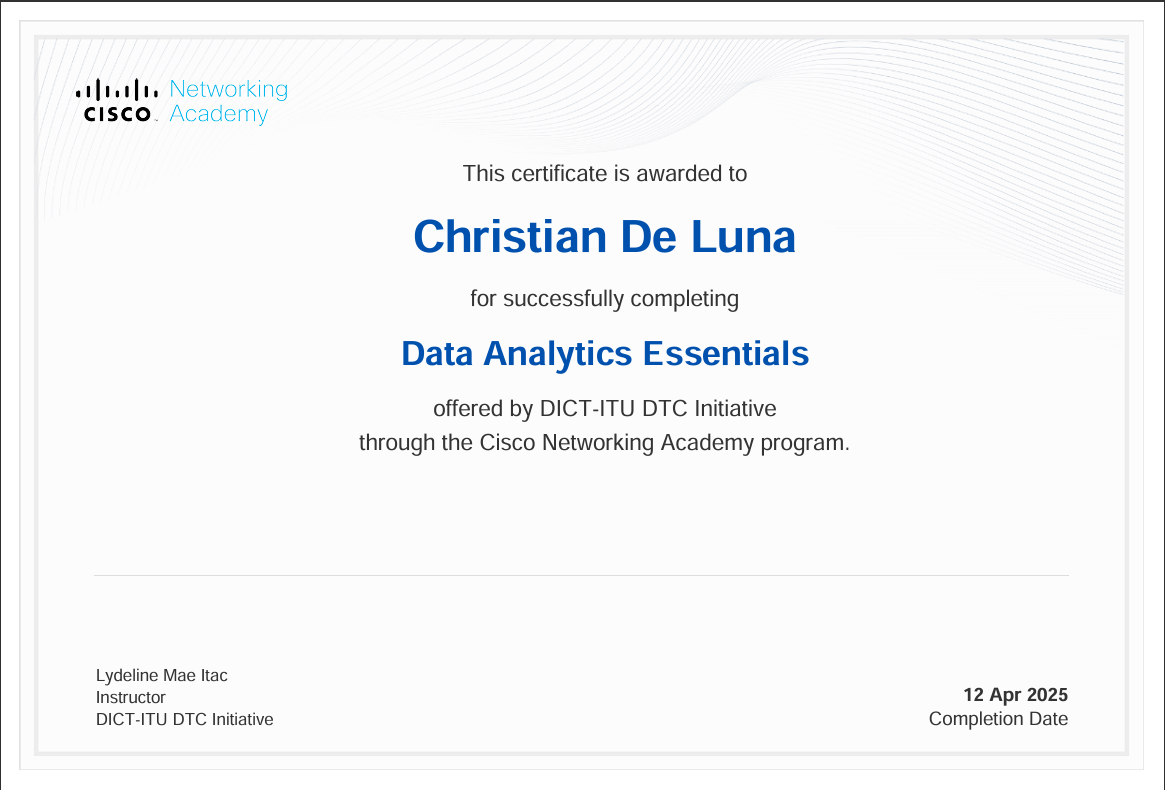 Networking
CISCO Academy
This certificate is awarded to
Christian De Luna
for successfully completing
Data Analytics Essentials
offered by DICT-ITU DTC Initiative
through the Cisco Networking Academy program.
Lydeline Mae Itac
Instructor
DICT-ITU DTC Initiative
12 Apr 2025
Completion Date